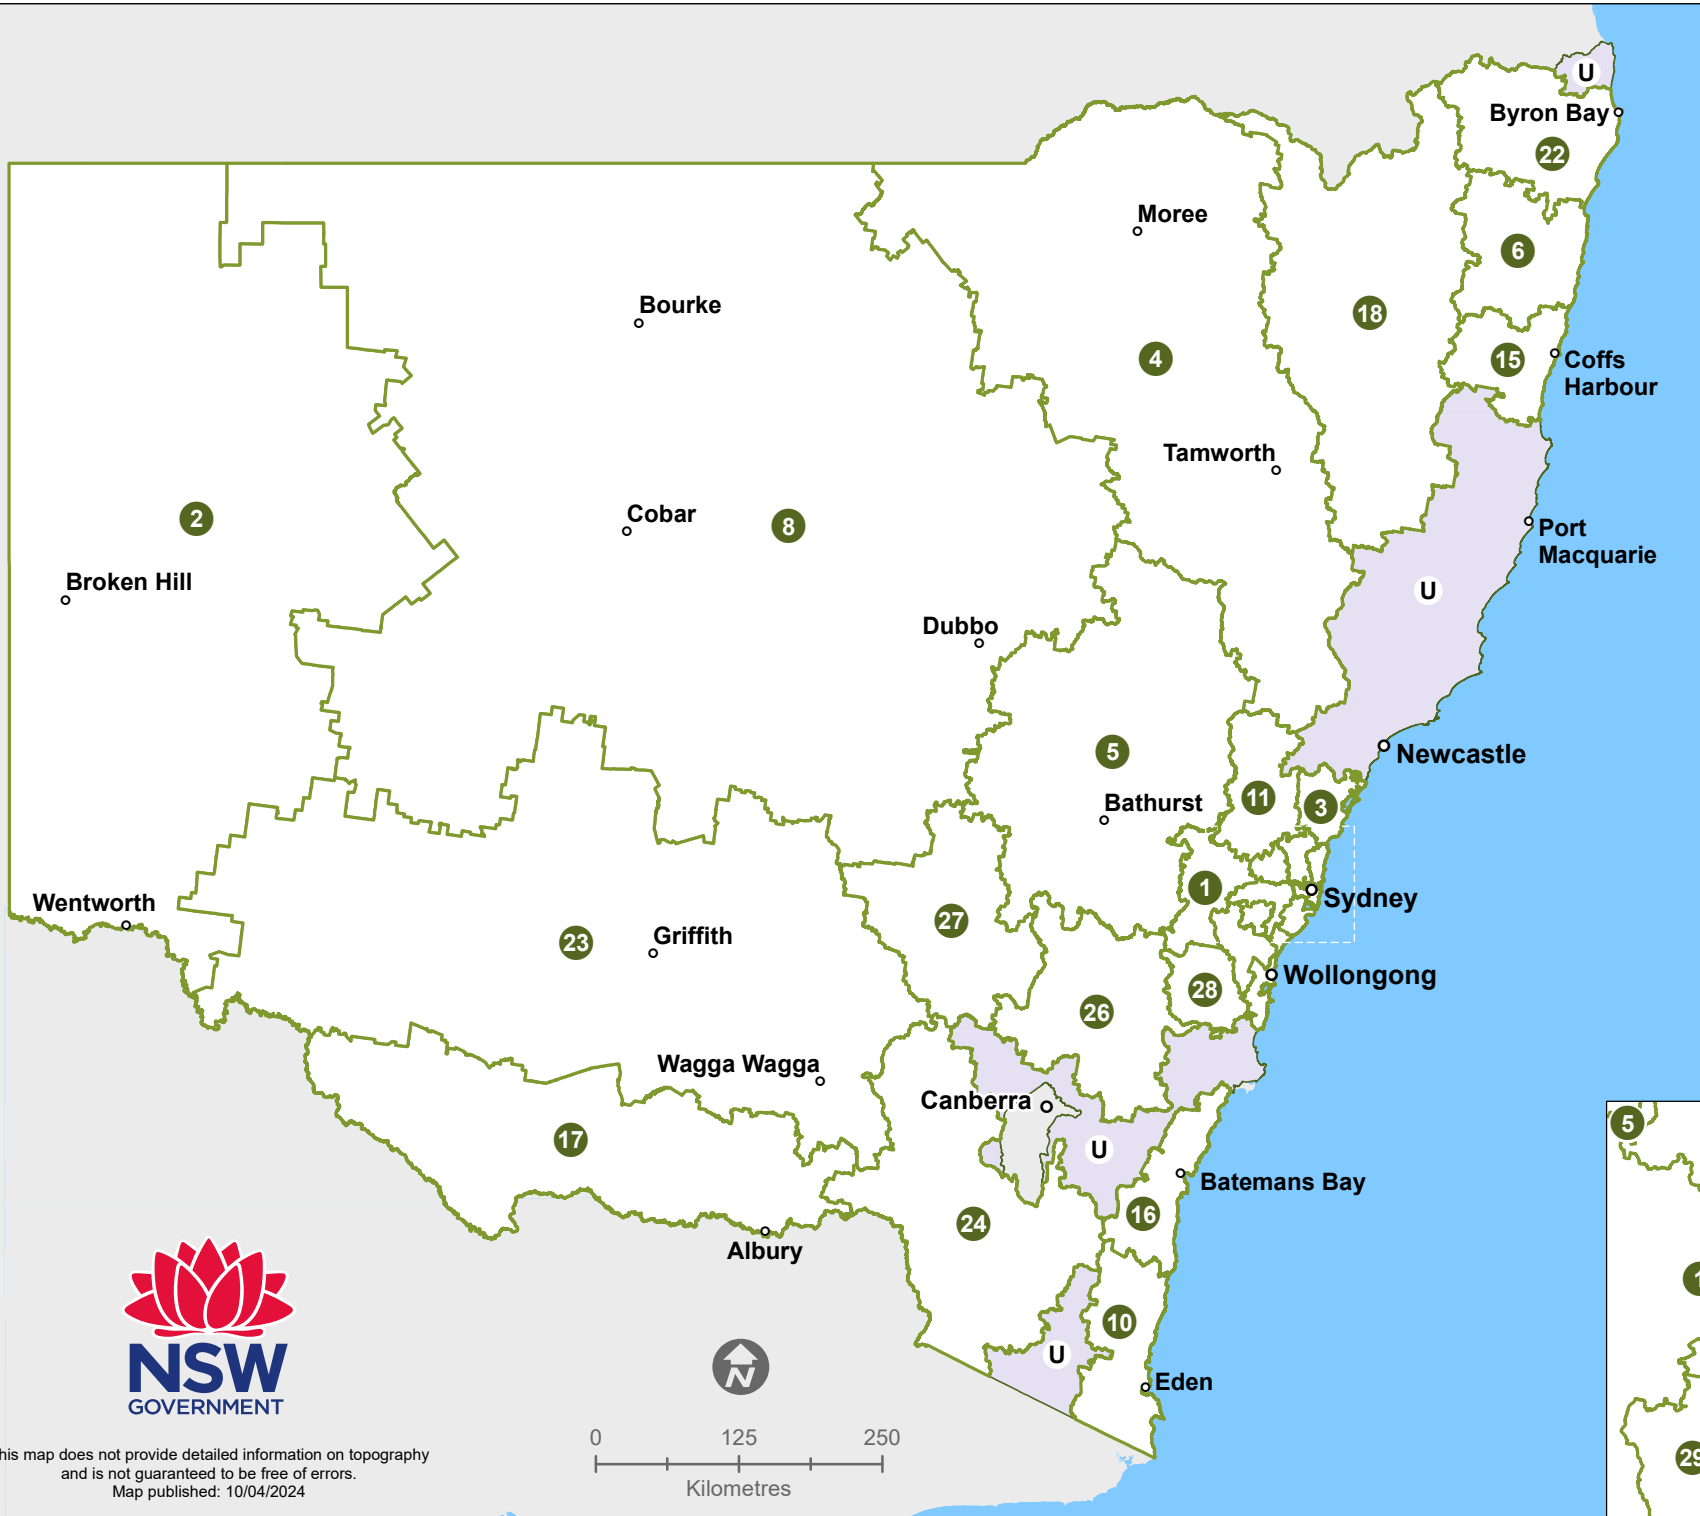 U
Byron Bay
22
Moree
6
Bourke
18
4
15
Coffs
Harbour
Tamworth
2
Cobar
8
Port
Macquarie
Broken Hill
U
Dubbo
5
Newcastle
11
3
Bathurst
1
Sydney
Wentworth
27
23
Griffith
Wollongong
28
26
Wagga Wagga
Canberra
5
17
U
Batemans Bay
16
24
Albury
10
U
Eden
29
NSW
GOVERNMENT
N
0 125 250
Kilometres
his map does not provide detailed information on topography
and is not guaranteed to be free of errors.
Map published: 10/04/2024